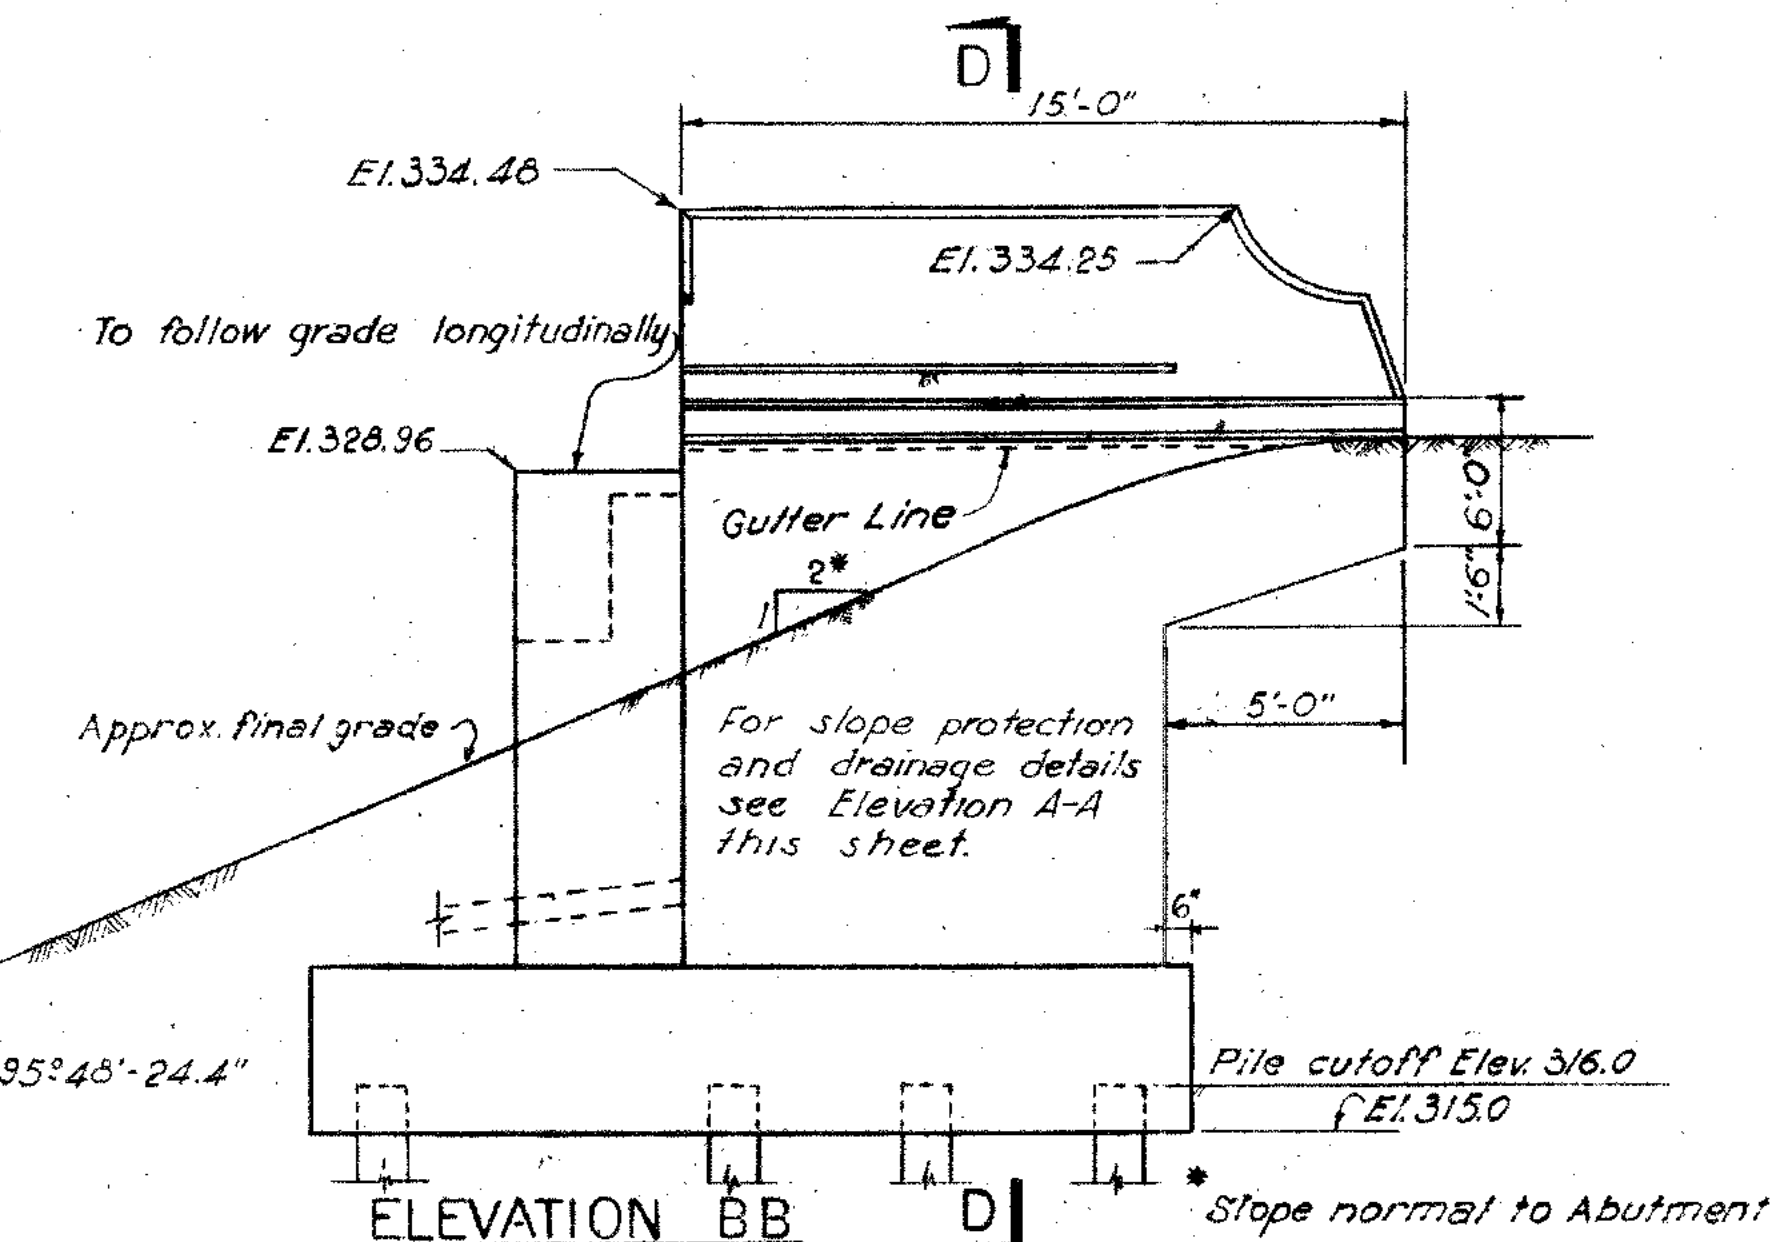 D
15'-0"
El. 334.48
El. 334.25
To follow grade longitudinally
El. 328.96
Gutter Line
6'-0"
2*
1
1'-6"
5'-0"
Approx. final grade
For slope protection
and drainage details
see Elevation A-A
this sheet.
6"
95°48'-24.4"
Pile cutoff Elev. 316.0
El. 315.0
ELEVATION BB
D
*
Slope normal to Abutment